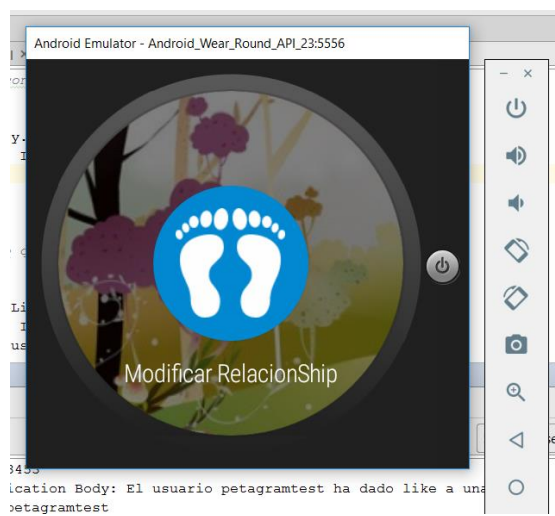 Android Emulator - Android_Wear_Round_API_23:5556
Modificar RelacionShip
ication Body: El usuario petagramtest ha dado like a una
petagramtest